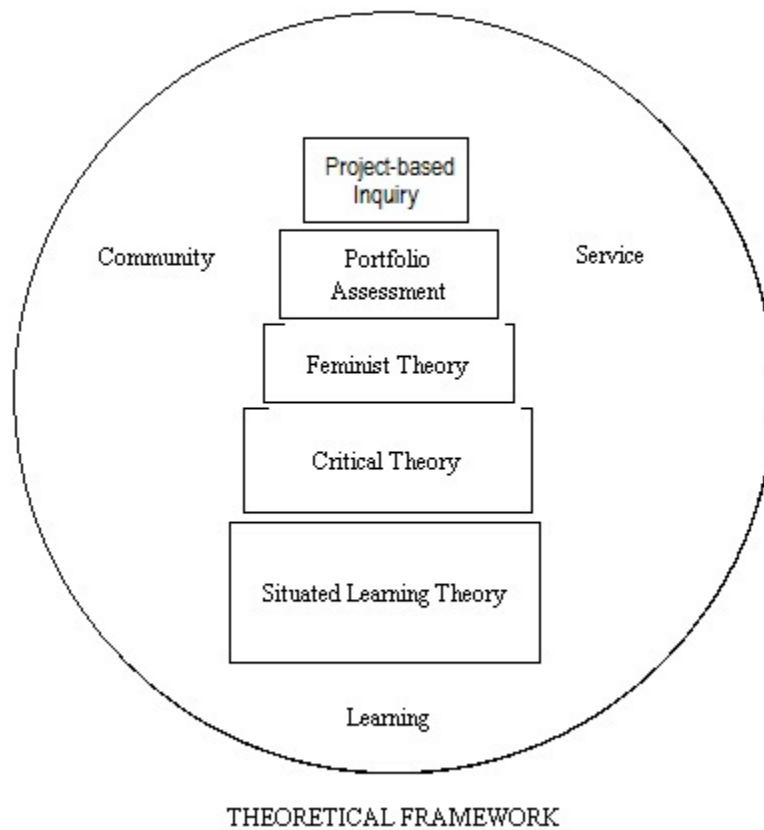 Project-based
Inquiry
Community
Portfolio
Assessment
Service
Feminist Theory
Critical Theory
Situated Learning Theory
Learning
THEORETICAL FRAMEWORK